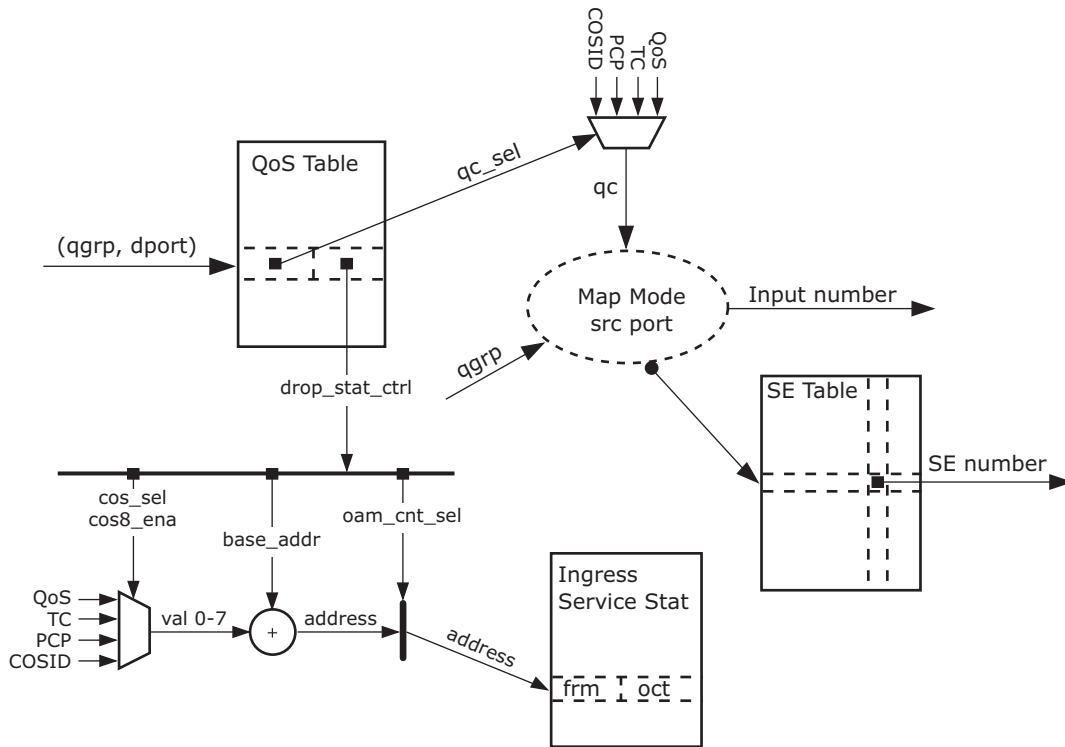 COSID
PCP
TC
QoS
QoS Table
qc_sel
qc
(qgrp, dport)
Map Mode
src port
Input number
qgrp
drop_stat_ctrl
SE Table
SE number
cos_sel
cos8_ena
base_addr
oam_cnt_sel
Ingress
Service Stat
QoS
TC
PCP
COSID
val 0-7
+
address
address
frm
oct